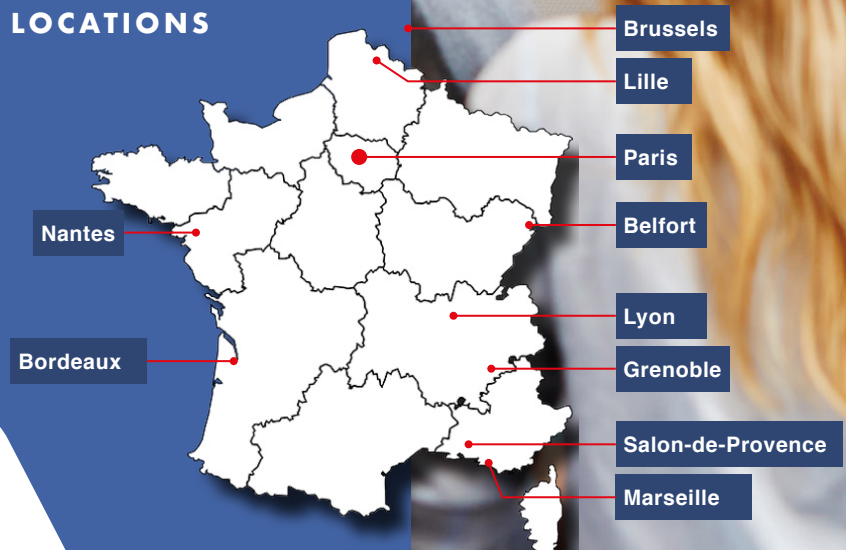 LOCATIONS
Brussels
Lille
Paris
Belfort
Nantes
Lyon
Bordeaux
Grenoble
Salon-de-Provence
Marseille